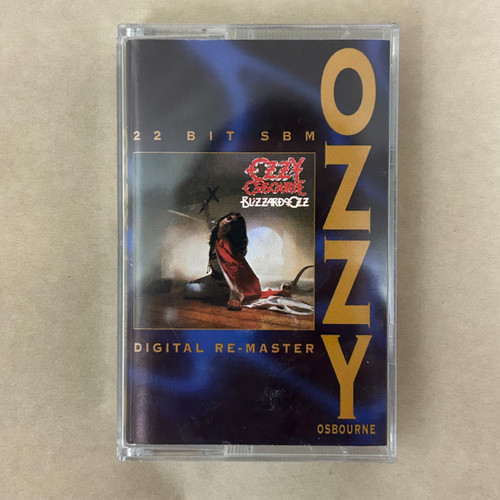 22 BIT SBM
OZZY
OSBOURNE
BLIZZARD OF OZZ
DIGITAL RE-MASTER
OZZY
OSBOURNE